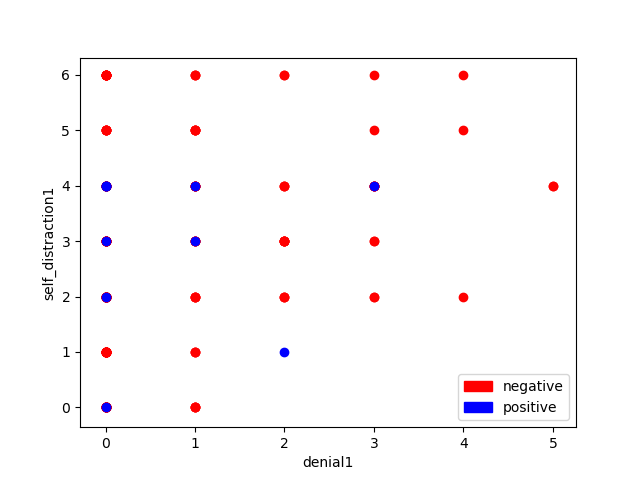 6
5
4
3
2
1
0
self_distraction1
0 1 2 3 4 5
denial1
negative
positive